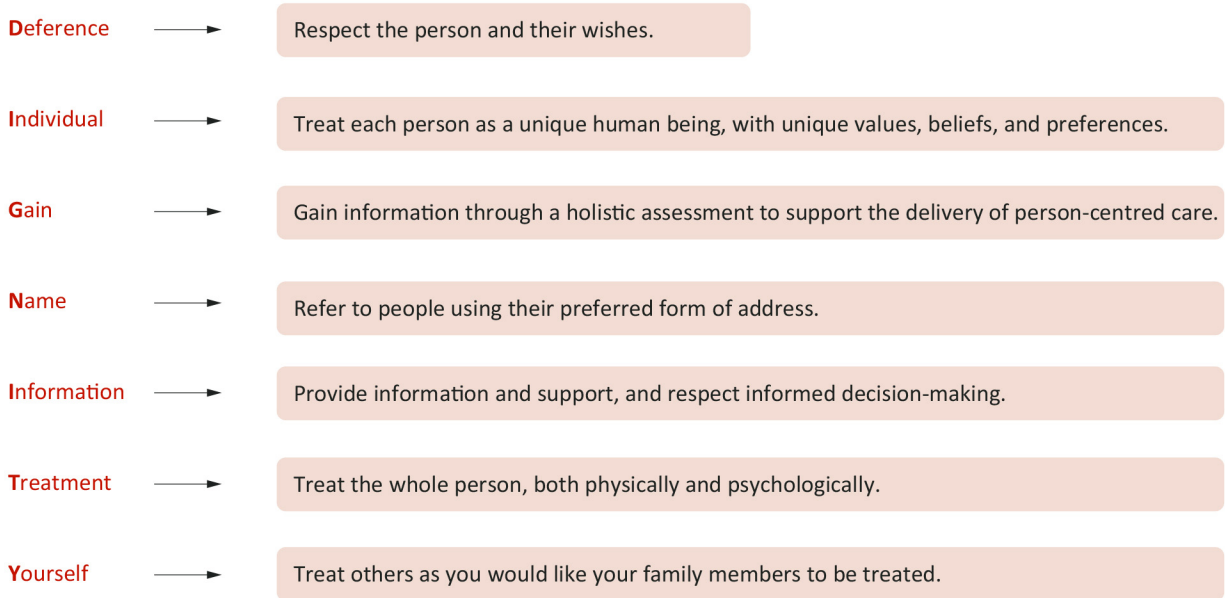 Deference
Respect the person and their wishes.
Individual
Treat each person as a unique human being, with unique values, beliefs, and preferences.
Gain
Gain information through a holistic assessment to support the delivery of person-centred care.
Name
Refer to people using their preferred form of address.
Information
Provide information and support, and respect informed decision-making.
Treatment
Treat the whole person, both physically and psychologically.
Yourself
Treat others as you would like your family members to be treated.